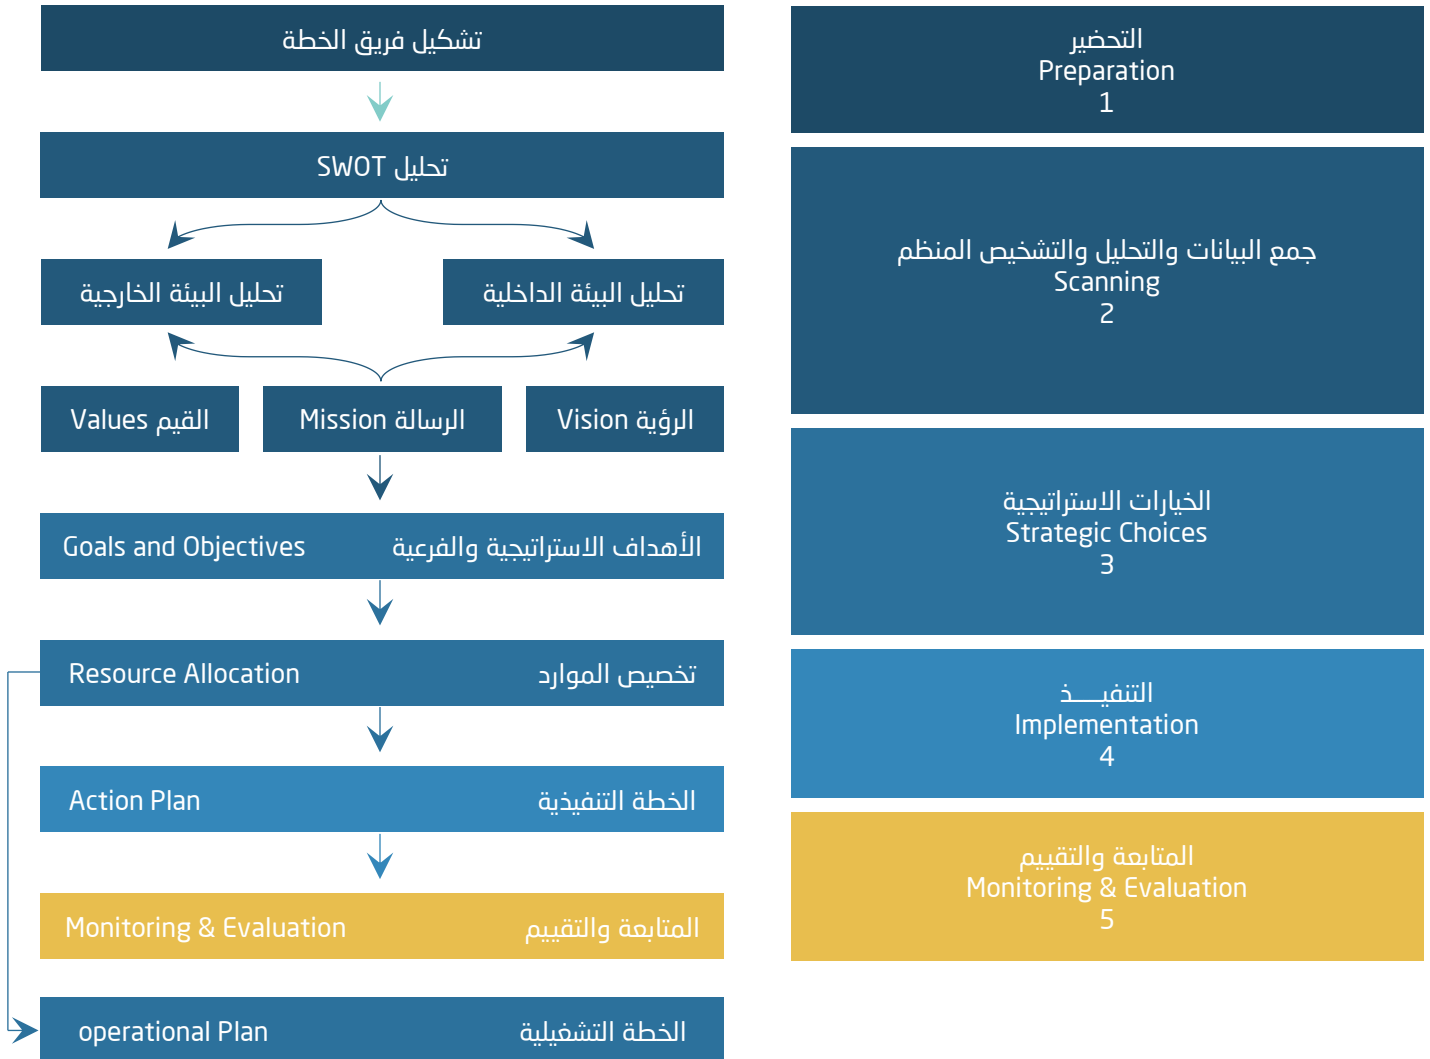 تشكيل فريق الخطة
تحليل SWOT
تحليل البيئة الداخلية
تحليل البيئة الخارجية
الرؤية Vision
الرسالة Mission
القيم Values
الأهداف الاستراتيجية والفرعية Goals and Objectives
تخصيص الموارد Resource Allocation
الخطة التنفيذية Action Plan
المتابعة والتقييم Monitoring & Evaluation
الخطة التشغيلية operational Plan
التحضير
Preparation
1
جمع البيانات والتحليل والتشخيص المنظم
Scanning
2
الخيارات الاستراتيجية
Strategic Choices
3
التنفيـــــذ
Implementation
4
المتابعة والتقييم
Monitoring & Evaluation
5